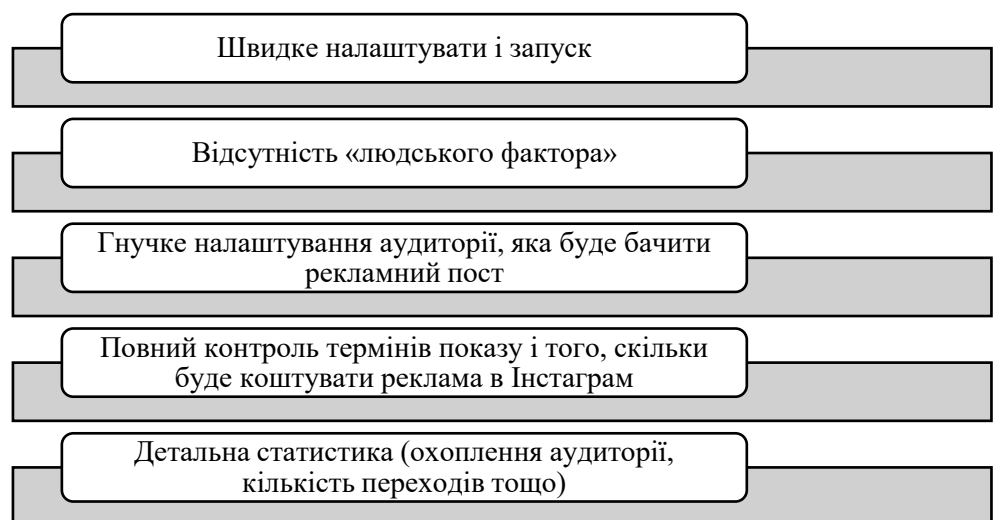 Швидке налаштувати і запуск
Відсутність «людського фактора»
Гнучке налаштування аудиторії, яка буде бачити
рекламний пост
Повний контроль термінів показу і того, скільки
буде коштувати реклама в Інстаграм
Детальна статистика (охоплення аудиторії,
кількість переходів тощо)